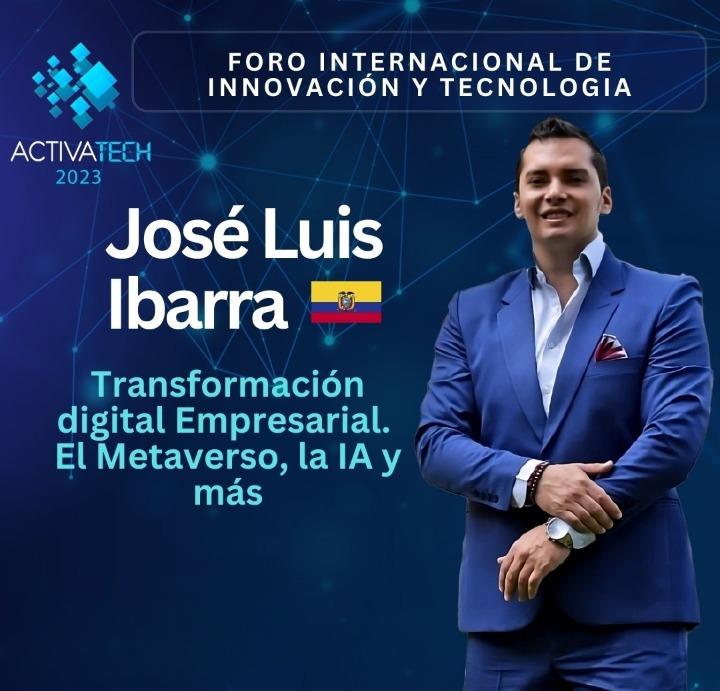 FORO INTERNACIONAL DE
INNOVACIÓN Y TECNOLOGIA
ACTIVATECH
2023
José Luis
Ibarra
Transformación
digital Empresarial.
El Metaverso, la IA y
más